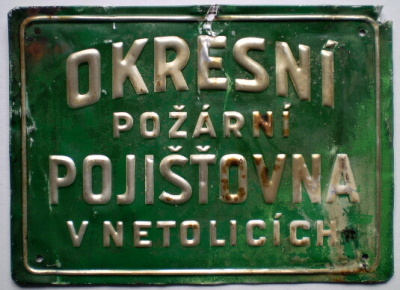 OKRESNÍ
POŽÁRNÍ
POJIŠŤOVNA
V NETOLICÍCH